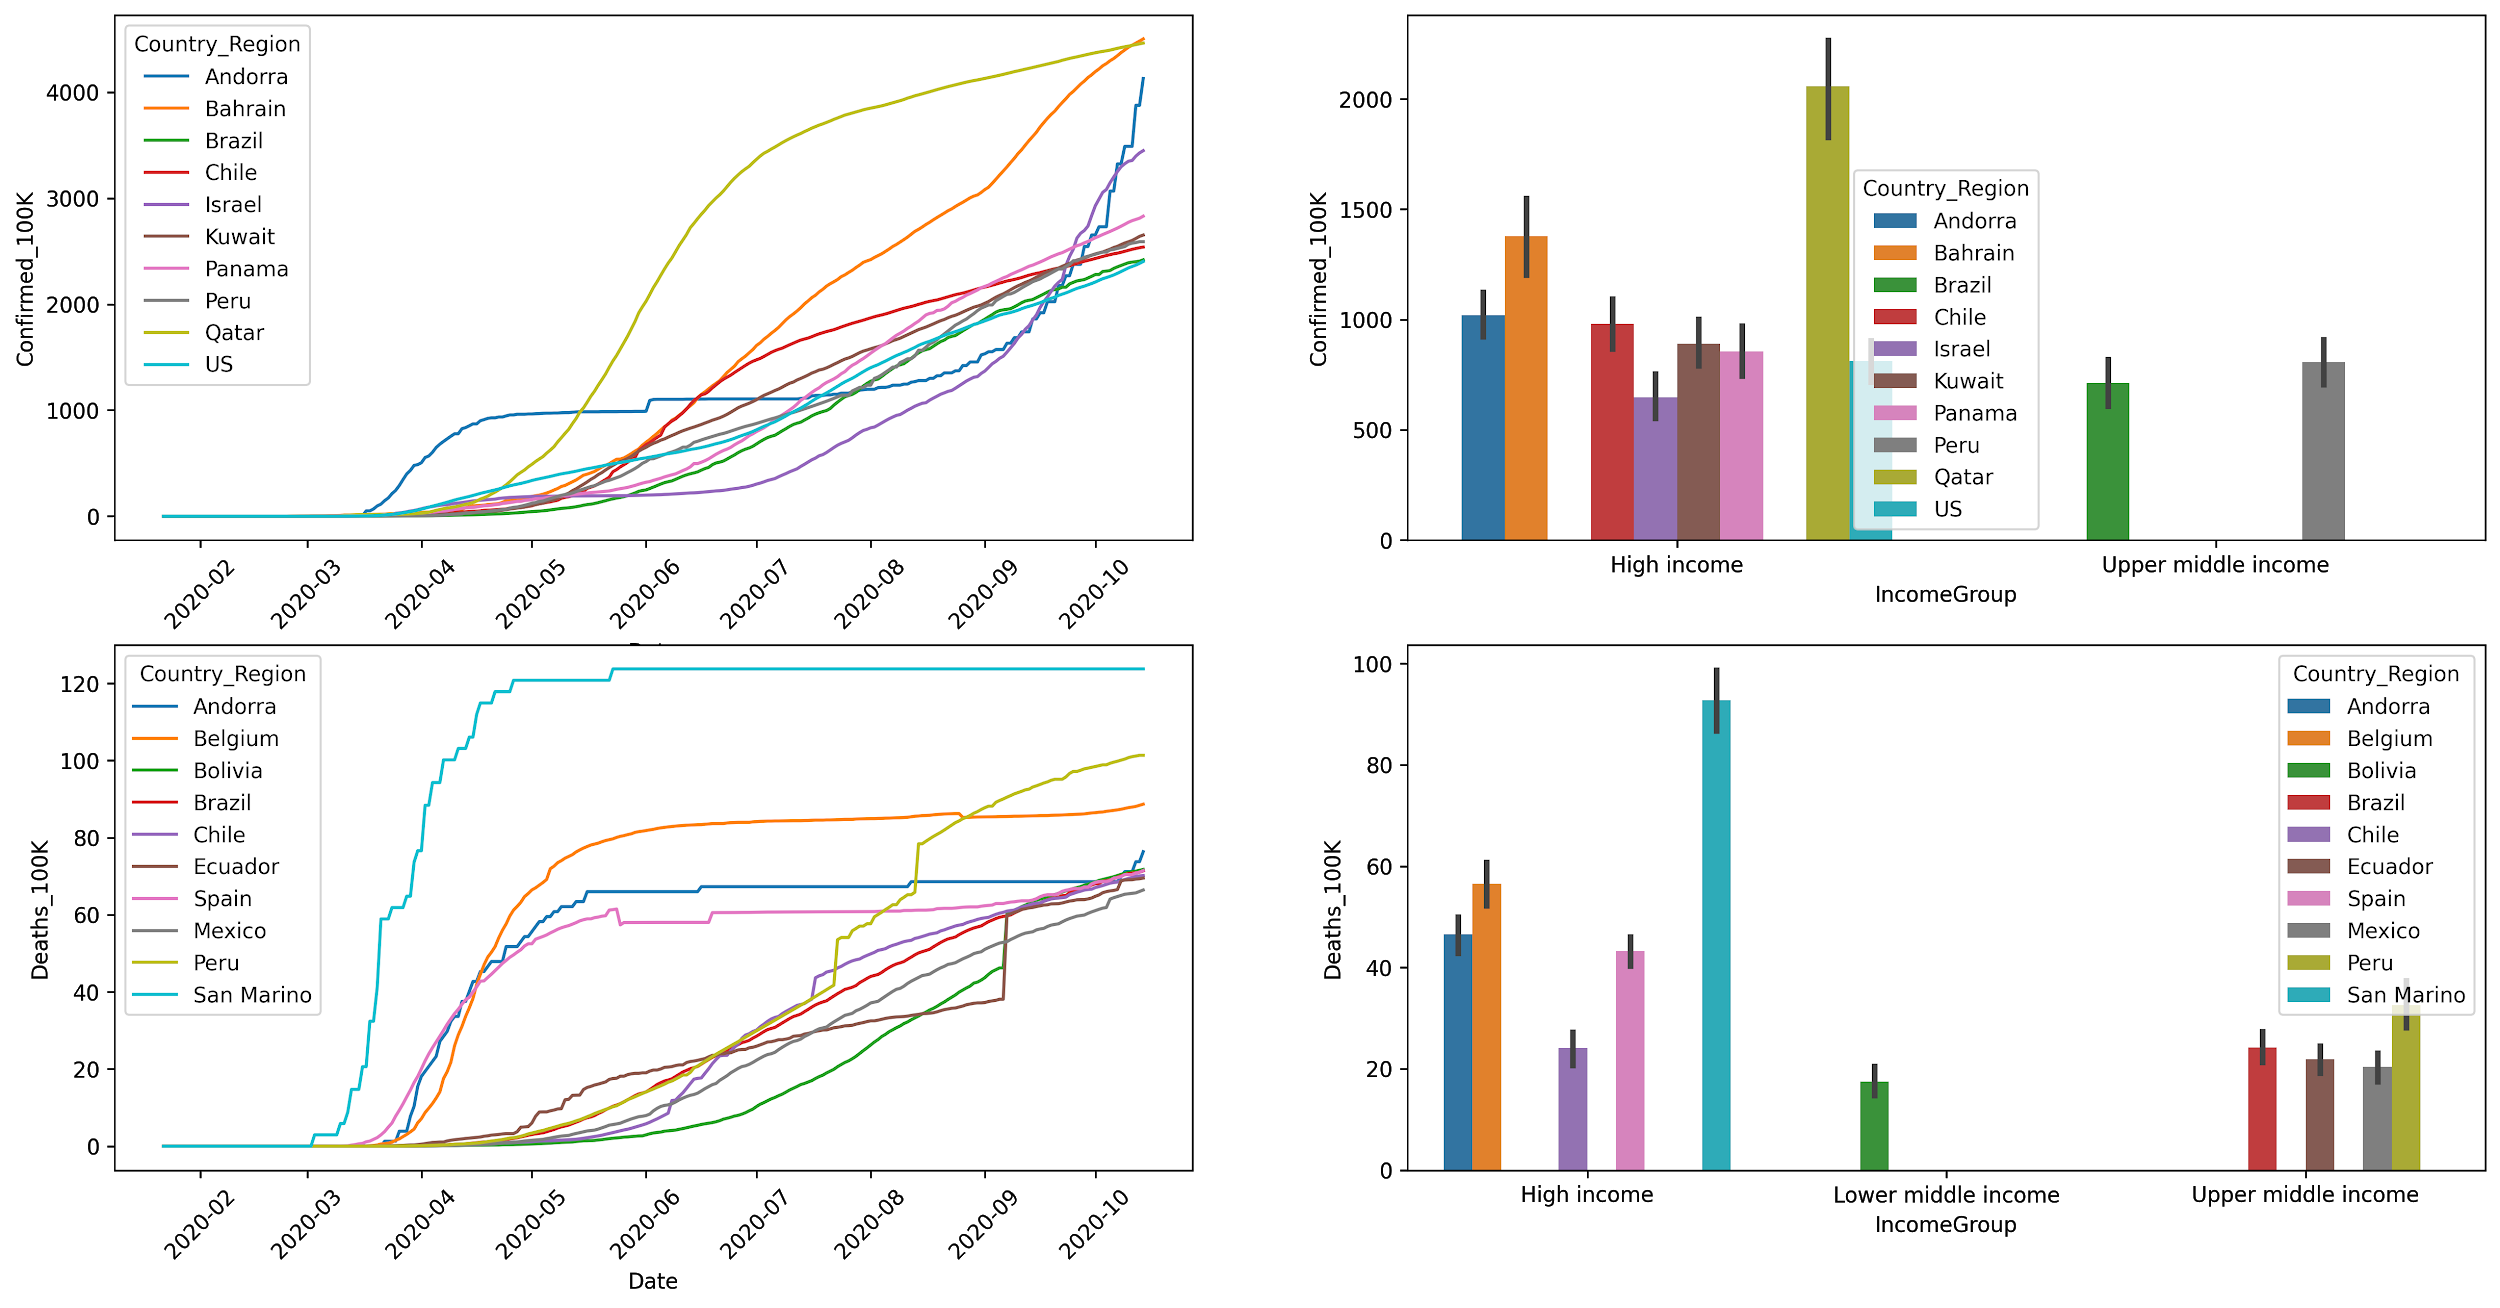 Country_Region
Andorra
Bahrain
Brazil
Chile
Israel
Kuwait
Panama
Peru
Qatar
US
Confirmed_100K
4000
3000
2000
1000
0
2020-02
2020-03
2020-04
2020-05
2020-06
2020-07
2020-08
2020-09
2020-10
Country_Region
Andorra
Bahrain
Brazil
Chile
Israel
Kuwait
Panama
Peru
Qatar
US
Confirmed_100K
2000
1500
1000
500
0
High income
Upper middle income
IncomeGroup
Country_Region
Andorra
Belgium
Bolivia
Brazil
Chile
Ecuador
Spain
Mexico
Peru
San Marino
Deaths_100K
120
100
80
60
40
20
0
2020-02
2020-03
2020-04
2020-05
2020-06
2020-07
2020-08
2020-09
2020-10
Date
Country_Region
Andorra
Belgium
Bolivia
Brazil
Chile
Ecuador
Spain
Mexico
Peru
San Marino
Deaths_100K
100
80
60
40
20
0
High income
Lower middle income
Upper middle income
IncomeGroup